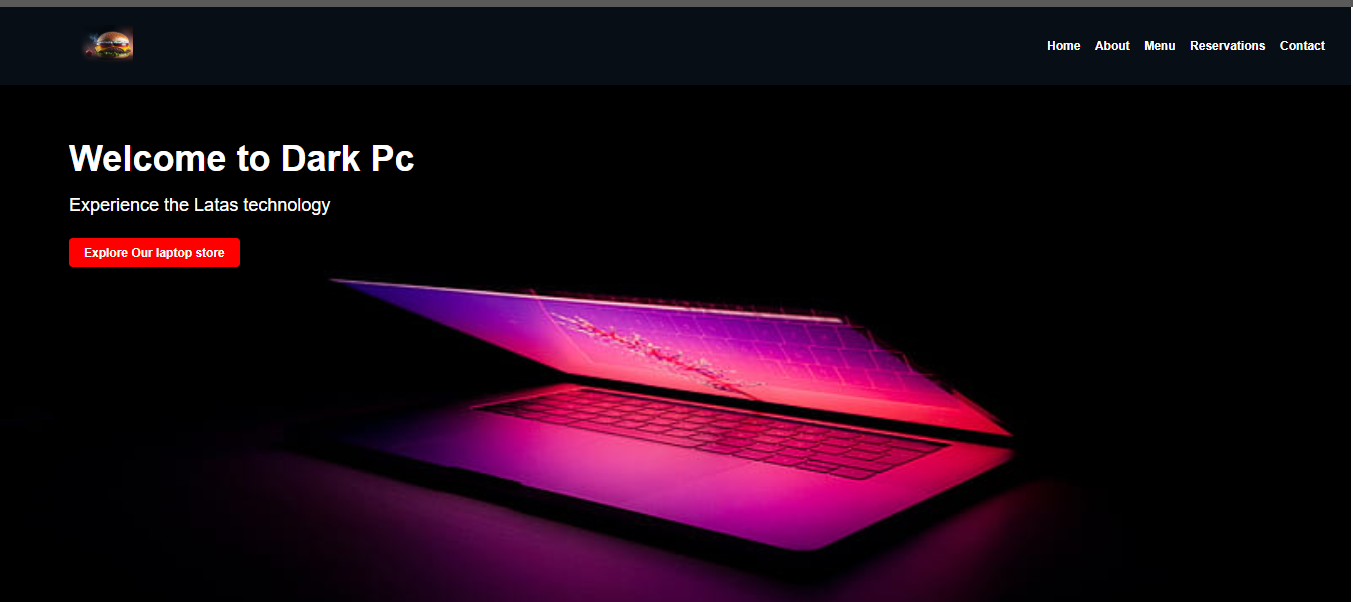 Home About Menu Reservations Contact
Welcome to Dark Pc
Experience the Latas technology
Explore Our laptop store